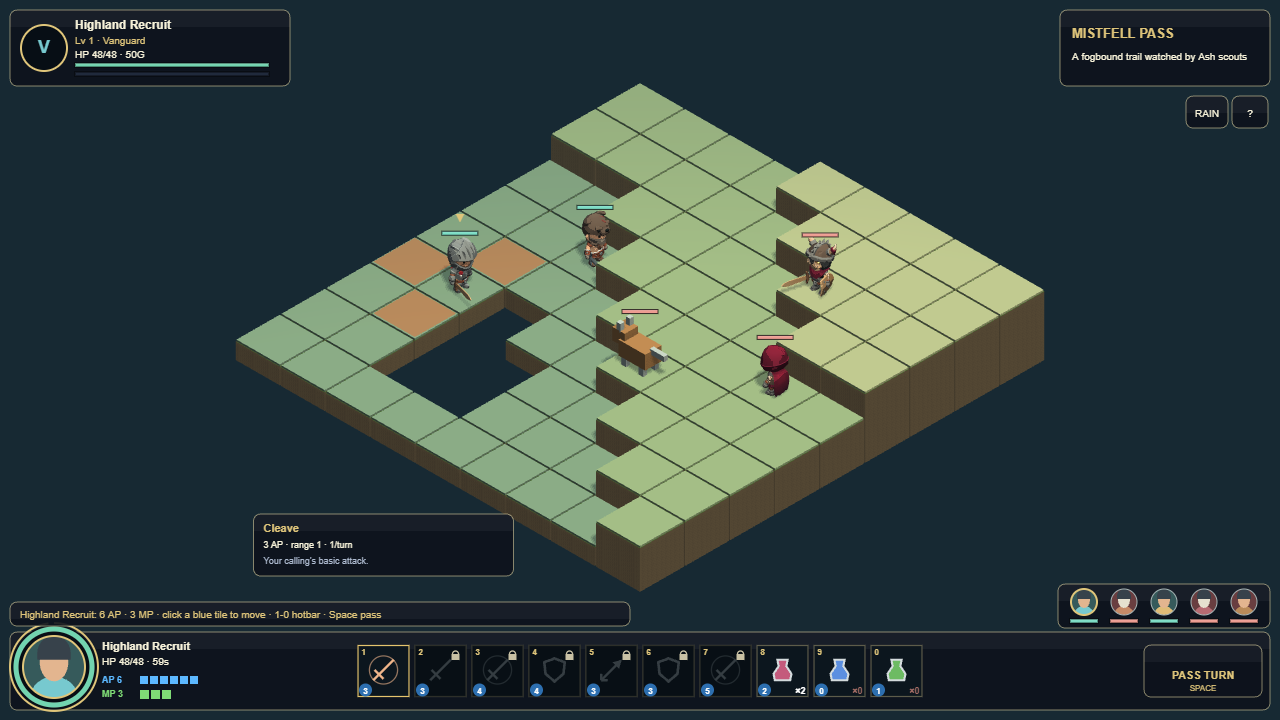 V
Highland Recruit
Lv 1 · Vanguard
HP 48/48 · 50G
MISTFELL PASS
A fogbound trail watched by Ash scouts
RAIN
?
Cleave
3 AP · range 1 · 1/turn
Your calling's basic attack.
Highland Recruit: 6 AP · 3 MP · click a blue tile to move · 1-0 hotbar · Space pass
Highland Recruit
HP 48/48 · 59s
AP 6
MP 3
1 2 3 4 5 6 7 8 9 0
3 3 4 4 3 3 5 2 ×2 0 ×0 1 ×0
PASS TURN
SPACE